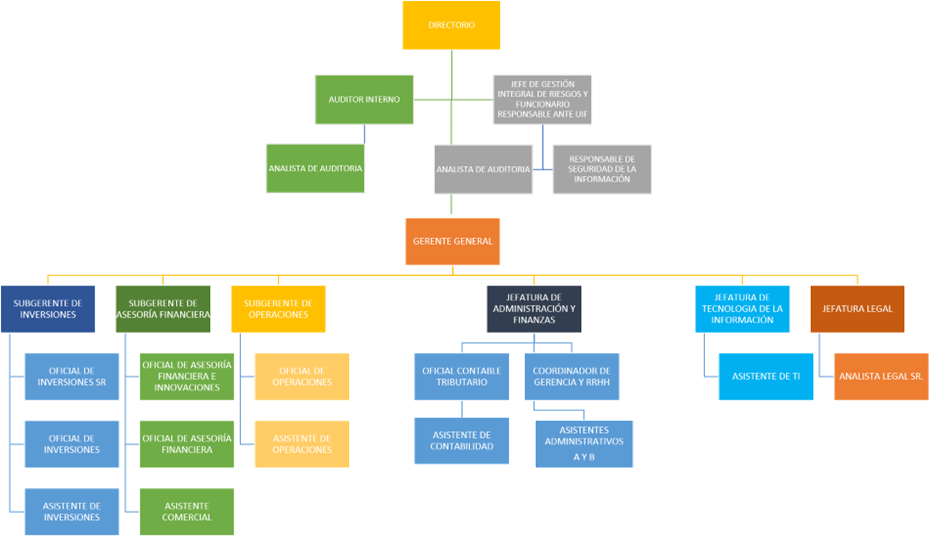 DIRECTORIO
AUDITOR INTERNO
JEFE DE GESTIÓN
INTEGRAL DE RIESGOS Y
FUNCIONARIO
RESPONSABLE ANTE UIF
ANALISTA DE AUDITORIA
ANALISTA DE AUDITORIA
RESPONSABLE DE
SEGURIDAD DE LA
INFORMACIÓN
GERENTE GENERAL
SUBGERENTE DE
INVERSIONES
SUBGERENTE DE
ASESORÍA FINANCIERA
SUBGERENTE DE
OPERACIONES
JEFATURA DE
ADMINISTRACIÓN Y
FINANZAS
JEFATURA DE
TECNOLOGIA DE LA
INFORMACIÓN
JEFATURA LEGAL
OFICIAL DE
INVERSIONES SR
OFICIAL DE ASESORÍA
FINANCIERA E
INNOVACIONES
OFICIAL DE
OPERACIONES
OFICIAL CONTABLE
TRIBUTARIO
COORDINADOR DE
GERENCIA Y RRHH
ASISTENTE DE TI
ANALISTA LEGAL SR.
OFICIAL DE
INVERSIONES
OFICIAL DE ASESORÍA
FINANCIERA
ASISTENTE DE
OPERACIONES
ASISTENTE DE
CONTABILIDAD
ASISTENTES
ADMINISTRATIVOS
A Y B
ASISTENTE DE
INVERSIONES
ASISTENTE
COMERCIAL